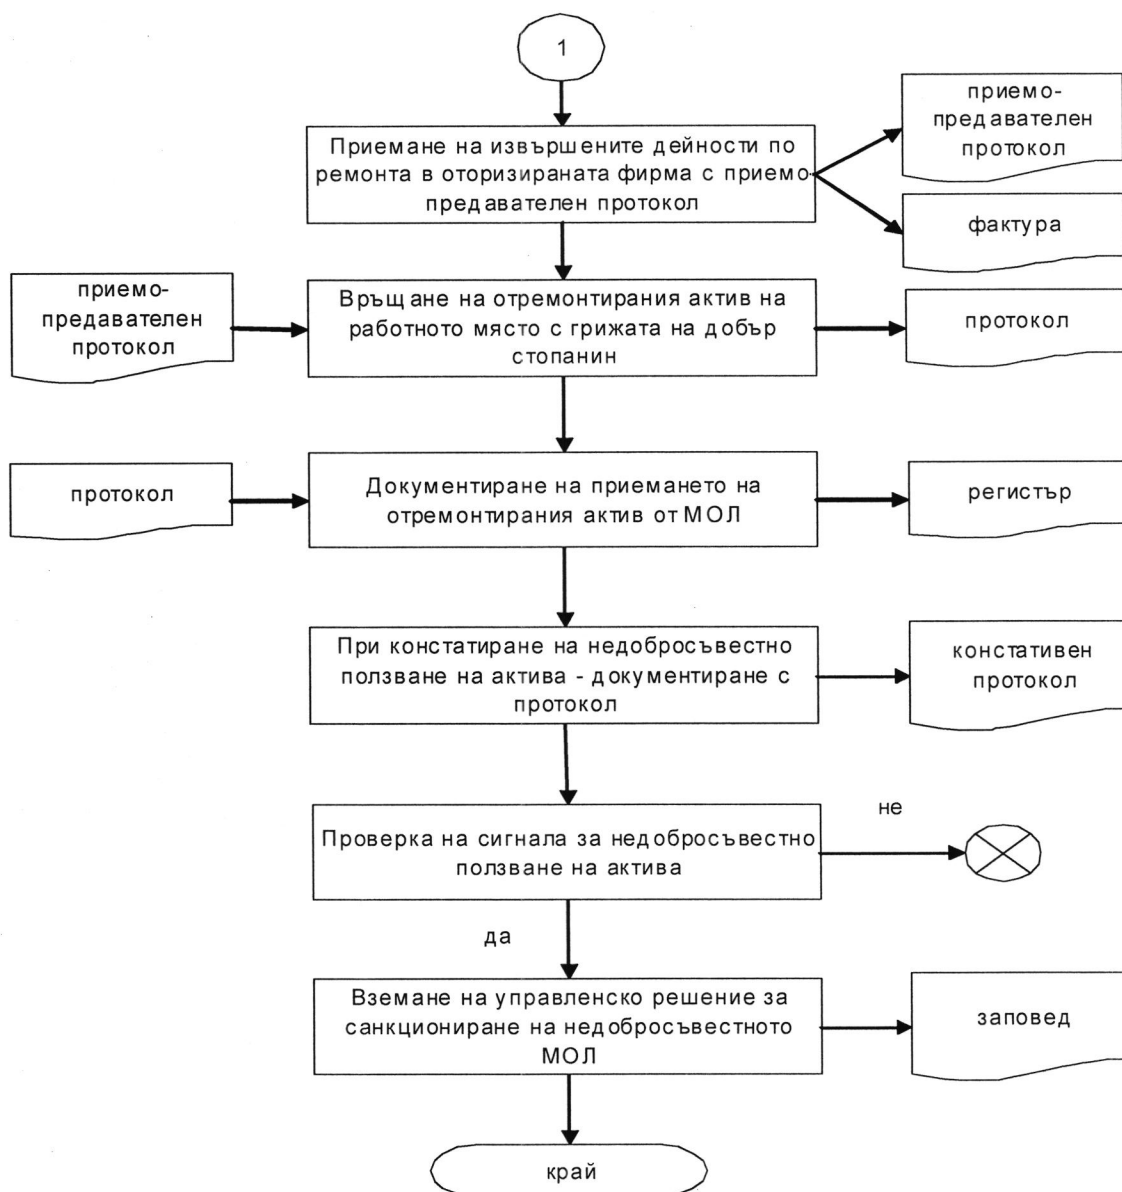 1
Приемане на извършените дейности по
ремонта в оторизираната фирма с приемо-
предавателен протокол
приемо-
предавателен
протокол
фактура
приемо-
предавателен
протокол
Връщане на отремонтирания актив на
работното място с грижата на добър
стопанин
протокол
протокол
Документиране на приемането на
отремонтирания актив от МОЛ
регистър
При констатиране на недобросъвестно
ползване на актива - документиране с
протокол
констативен
протокол
Проверка на сигнала за недобросъвестно
ползване на актива
не
да
Вземане на управленско решение за
санкциониране на недобросъвестното
МОЛ
заповед
край